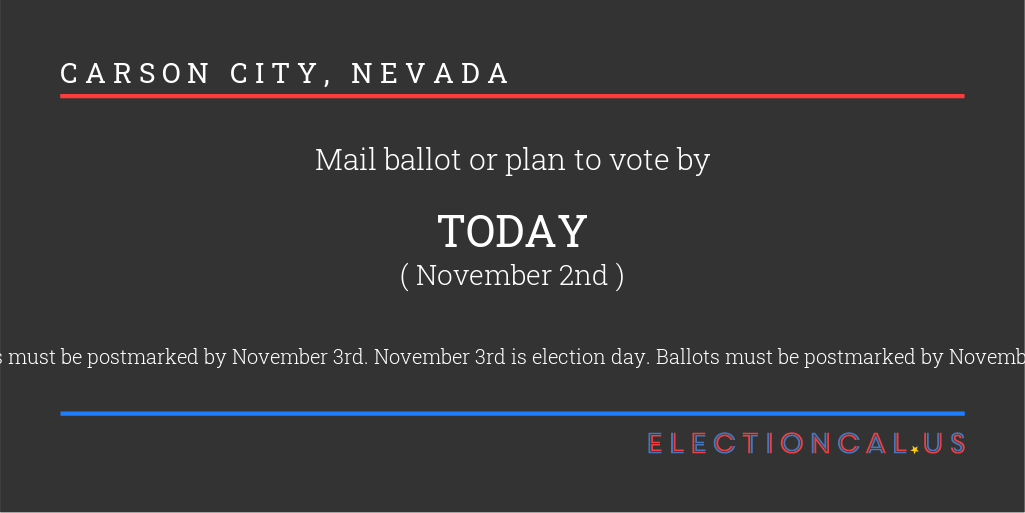 CARSON CITY, NEVADA
Mail ballot or plan to vote by
TODAY
( November 2nd )
must be postmarked by November 3rd. November 3rd is election day. Ballots must be postmarked by
ELECTIONCAL.US